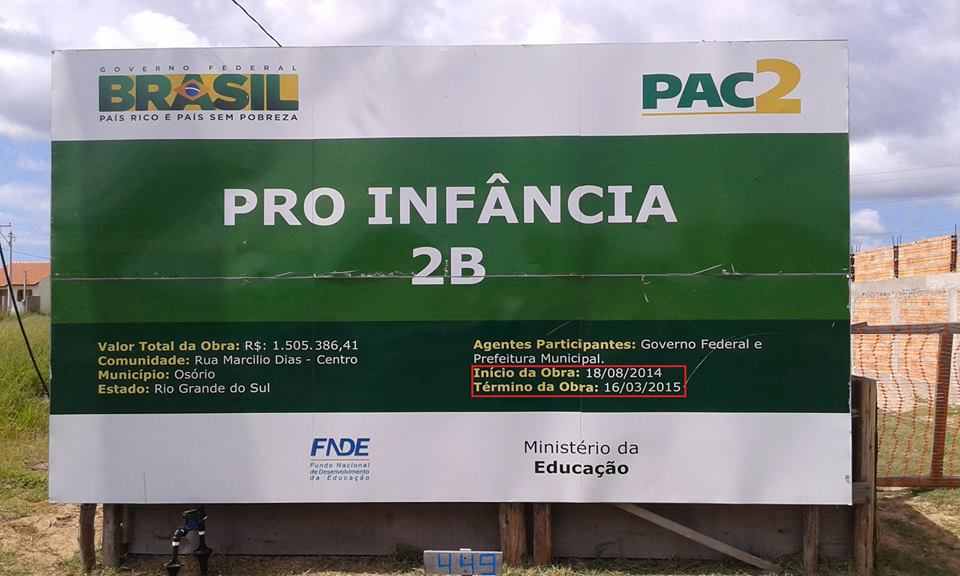 GOVERNO FEDERAL
BRASIL
PAÍS RICO É PAÍS SEM POBREZA
PAC2
PRO INFÂNCIA
2B
Valor Total da Obra: R$: 1.505.386,41
Comunidade: Rua Marcilio Dias - Centro
Município: Osório
Estado: Rio Grande do Sul
Agentes Participantes: Governo Federal e
Prefeitura Municipal.
Início da Obra: 18/08/2014
Término da Obra: 16/03/2015
FNDE
Fundo Nacional
de Desenvolvimento
da Educação
Ministério da
Educação
449